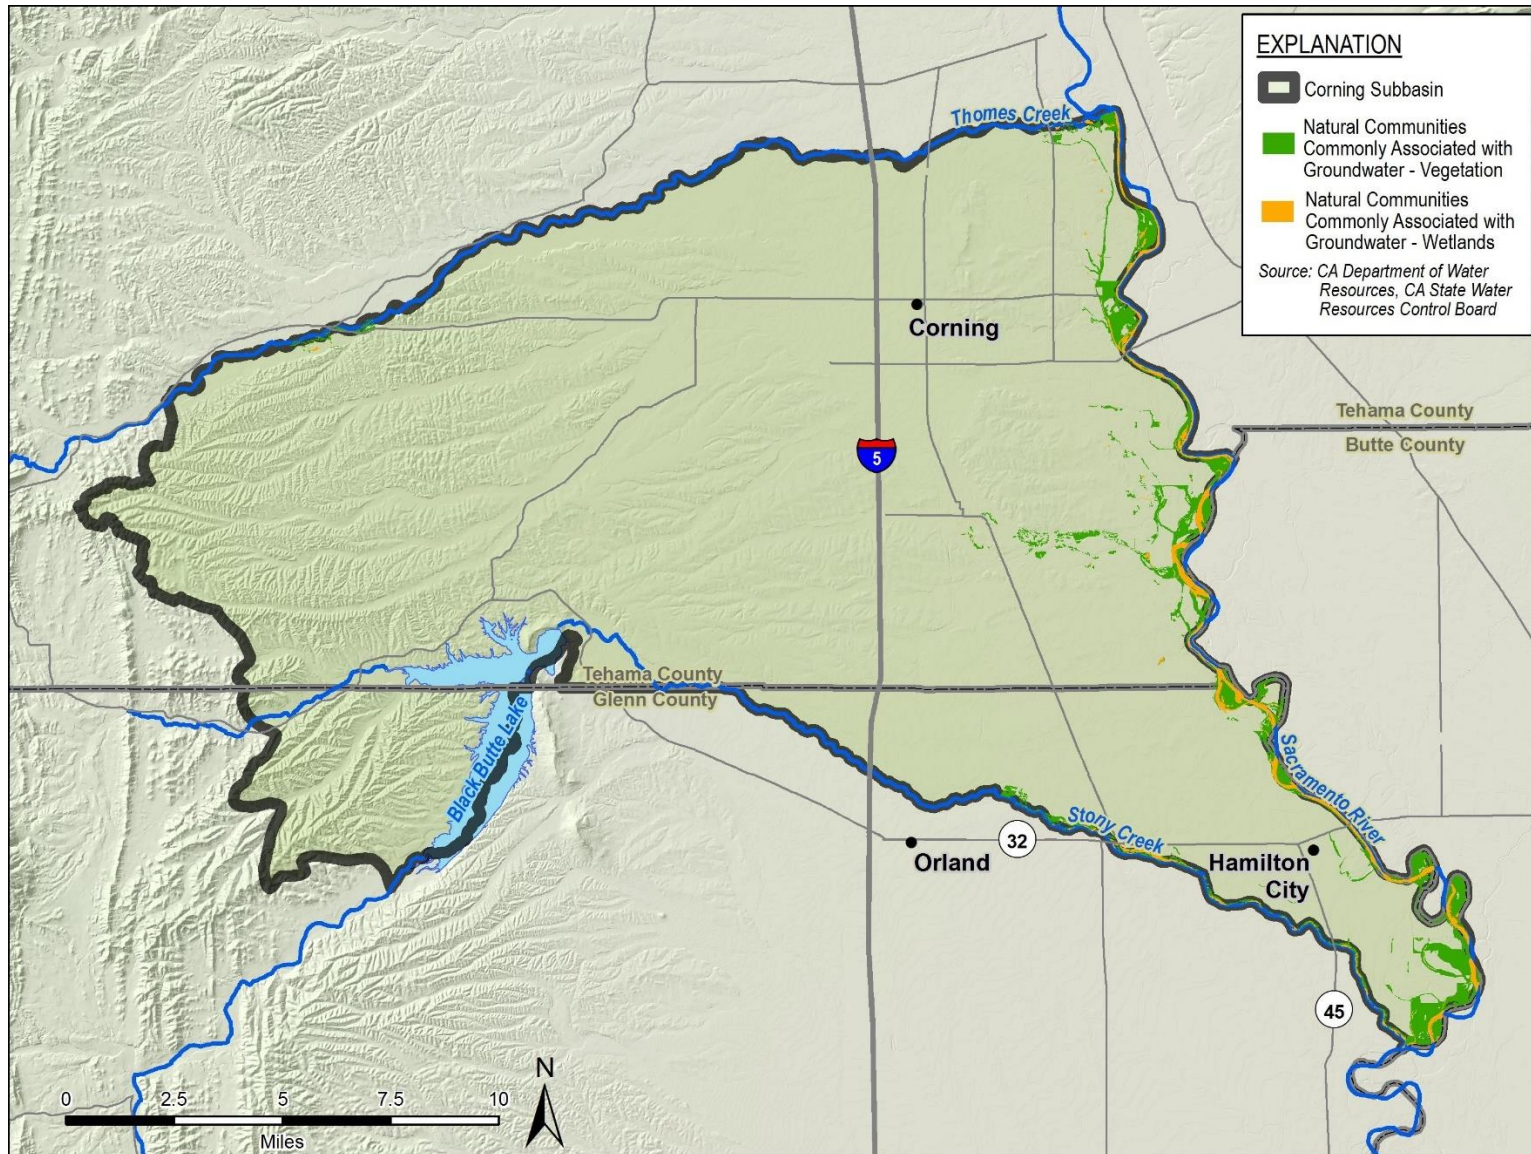 EXPLANATION
Corning Subbasin
Natural Communities
Commonly Associated with
Groundwater - Vegetation
Natural Communities
Commonly Associated with
Groundwater - Wetlands
Source: CA Department of Water
Resources, CA State Water
Resources Control Board
Thomes Creek
Corning
Tehama County
Butte County
5
Tehama County
Glenn County
Black Butte Lake
Sacramento River
Stony Creek
32
Orland
Hamilton
City
45
N
0 2.5 5 7.5 10
Miles